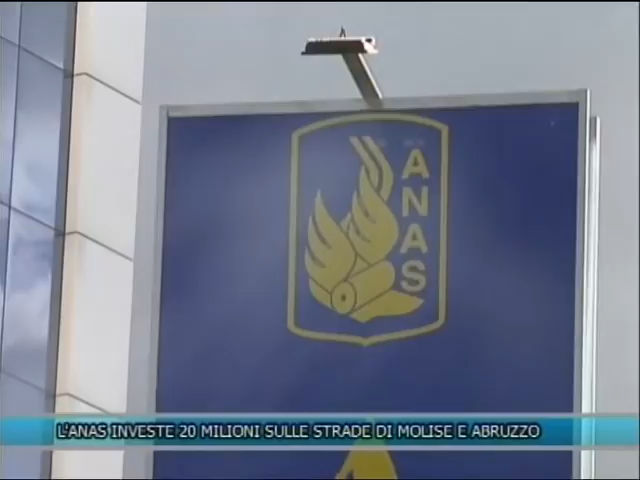 ANAS
L'ANAS INVESTE 20 MILIONI SULLE STRADE DI MOLISE E ABRUZZO